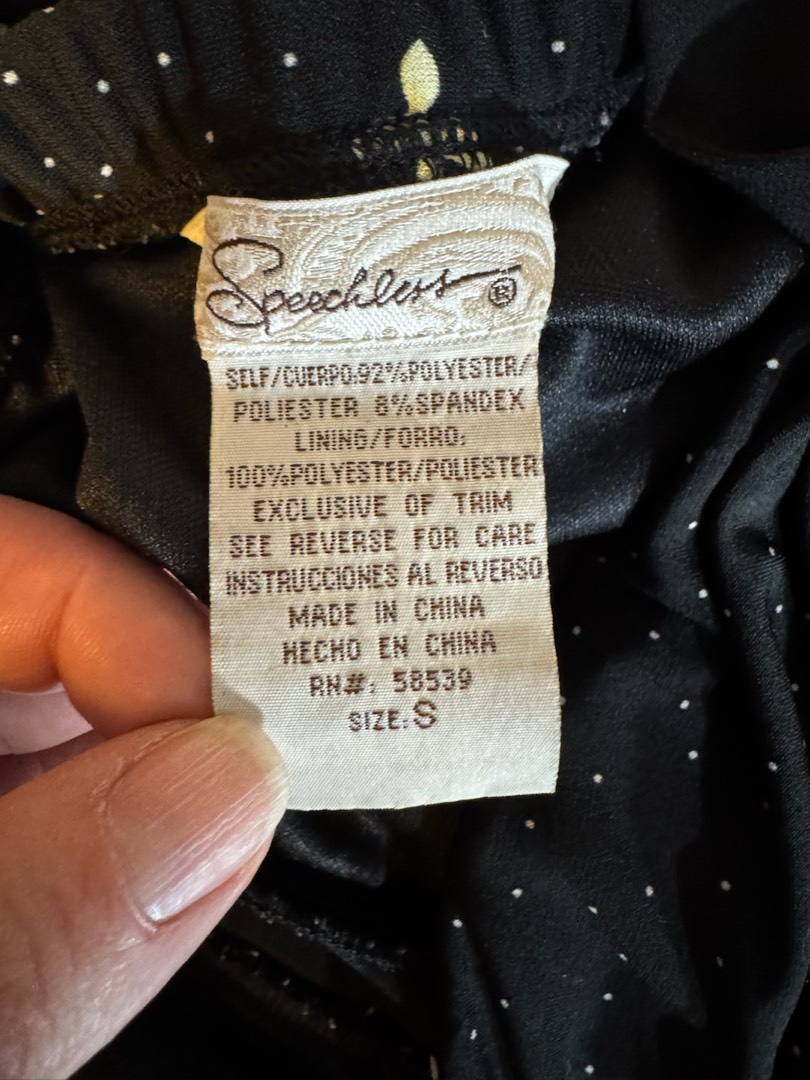 Speechless®
SELF/CUERPO:92%POLYESTER/
POLIESTER 8%SPANDEX
LINING/FORRO:
100%POLYESTER/POLIESTER
EXCLUSIVE OF TRIM
SEE REVERSE FOR CARE
INSTRUCCIONES AL REVERSO
MADE IN CHINA
HECHO EN CHINA
RN#: 58539
SIZE:S